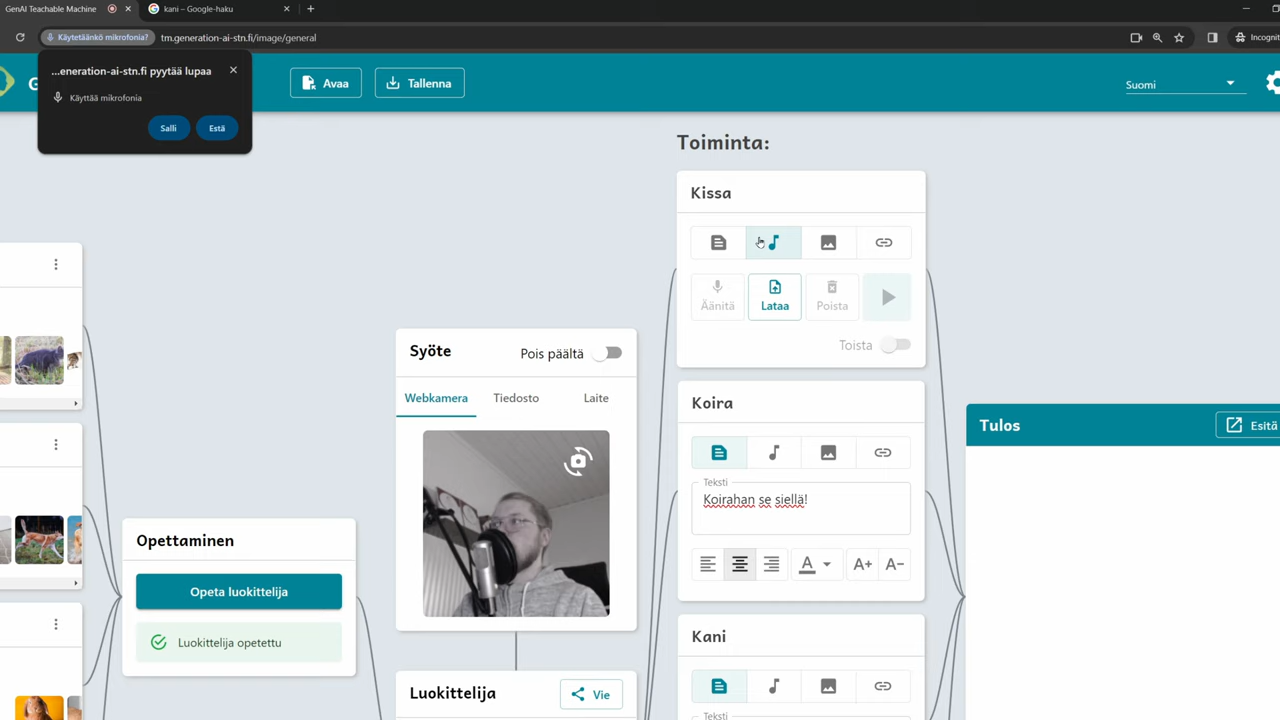 GenAI Teachable Machine
kani – Google-haku
Käytetäänkö mikrofonia?
tm.generation-ai-stn.fi/image/general
Incognit
...eneration-ai-stn.fi pyytää lupaa
Käyttää mikrofonia
Salli
Estä
G
Avaa
Tallenna
Suomi
Toiminta:
Kissa
Äänitä
Lataa
Poista
Toista
Syöte
Pois päältä
Webkamera
Tiedosto
Laite
Koira
Teksti
Koirahan se siellä!
A
A+
A−
Tulos
Esitä
Opettaminen
Opeta luokittelija
Luokittelija opetettu
Luokittelija
Vie
Kani